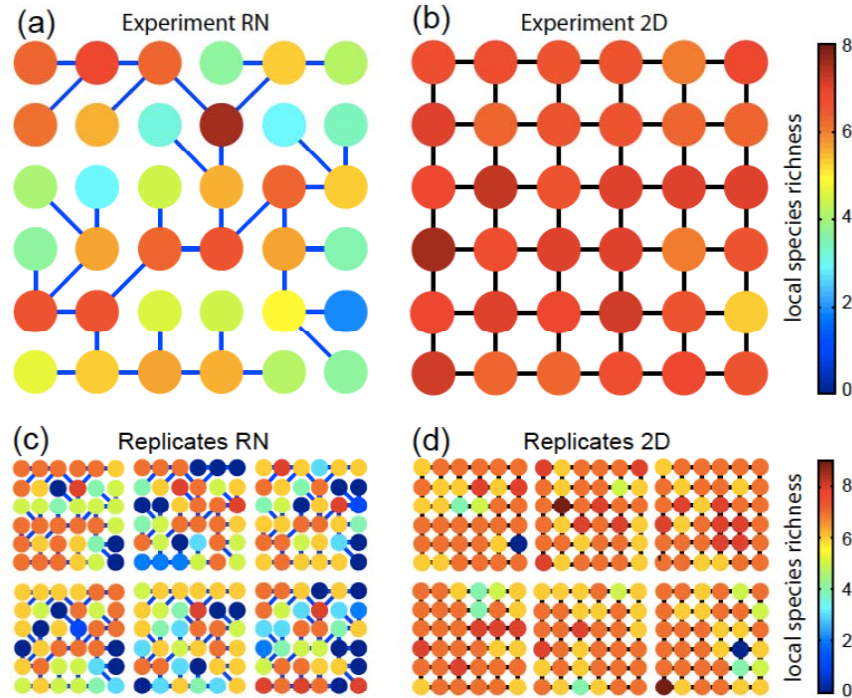 (a) Experiment RN
(b) Experiment 2D
8
6
4
2
0
local species richness
(c) Replicates RN
(d) Replicates 2D
8
6
4
2
0
local species richness